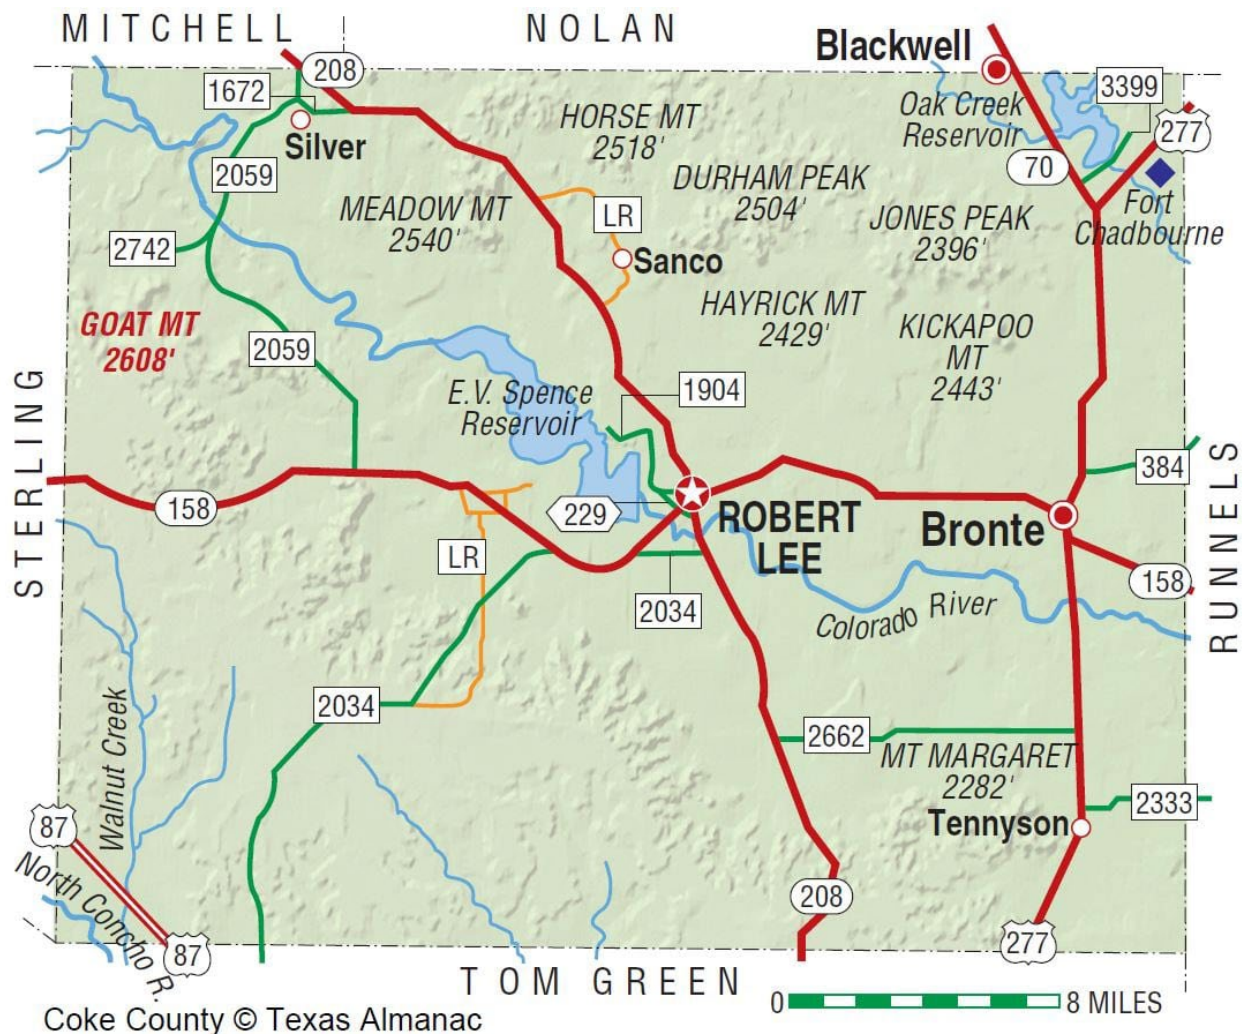 MITCHELL
NOLAN
Blackwell
208
1672
3399
Oak Creek
Reservoir
HORSE MT
2518'
277
Silver
70
2059
DURHAM PEAK
2504'
Fort
Chadbourne
MEADOW MT
2540'
LR
JONES PEAK
2396'
2742
Sanco
HAYRICK MT
2429'
GOAT MT
2608'
KICKAPOO
MT
2443'
2059
STERLING
E.V. Spence
Reservoir
1904
384
RUNNELS
158
229
ROBERT
LEE
Bronte
LR
158
2034
Colorado River
Walnut Creek
2034
2662
MT MARGARET
2282'
2333
Tennyson
87
North Concho R.
208
277
87
TOM GREEN
0 8 MILES
Coke County © Texas Almanac